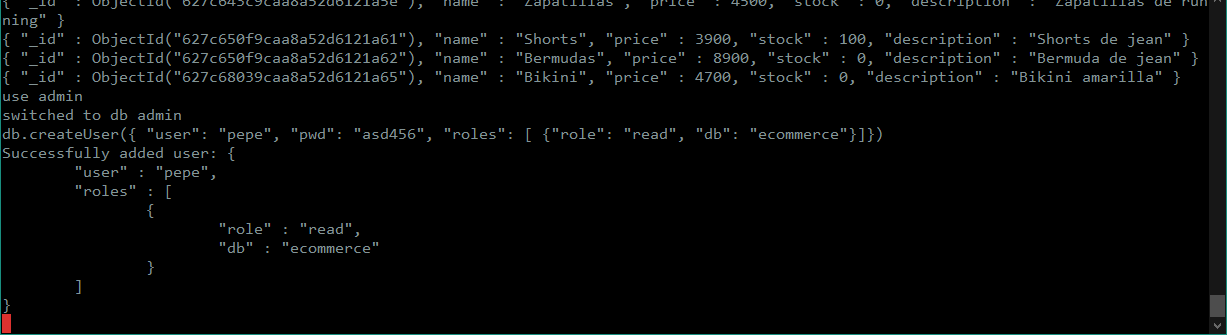 { "_id" : ObjectId("627c645c9caa8a52d6121a5e"), "name" : "Zapatillas", "price" : 4500, "stock" : 0, "description" : "Zapatillas de run
ning" }
{ "_id" : ObjectId("627c650f9caa8a52d6121a61"), "name" : "Shorts", "price" : 3900, "stock" : 100, "description" : "Shorts de jean" }
{ "_id" : ObjectId("627c650f9caa8a52d6121a62"), "name" : "Bermudas", "price" : 8900, "stock" : 0, "description" : "Bermuda de jean" }
{ "_id" : ObjectId("627c68039caa8a52d6121a65"), "name" : "Bikini", "price" : 4700, "stock" : 0, "description" : "Bikini amarilla" }
use admin
switched to db admin
db.createUser({ "user": "pepe", "pwd": "asd456", "roles": [ {"role": "read", "db": "ecommerce"}]})
Successfully added user: {
"user" : "pepe",
"roles" : [
{
"role" : "read",
"db" : "ecommerce"
}
]
}